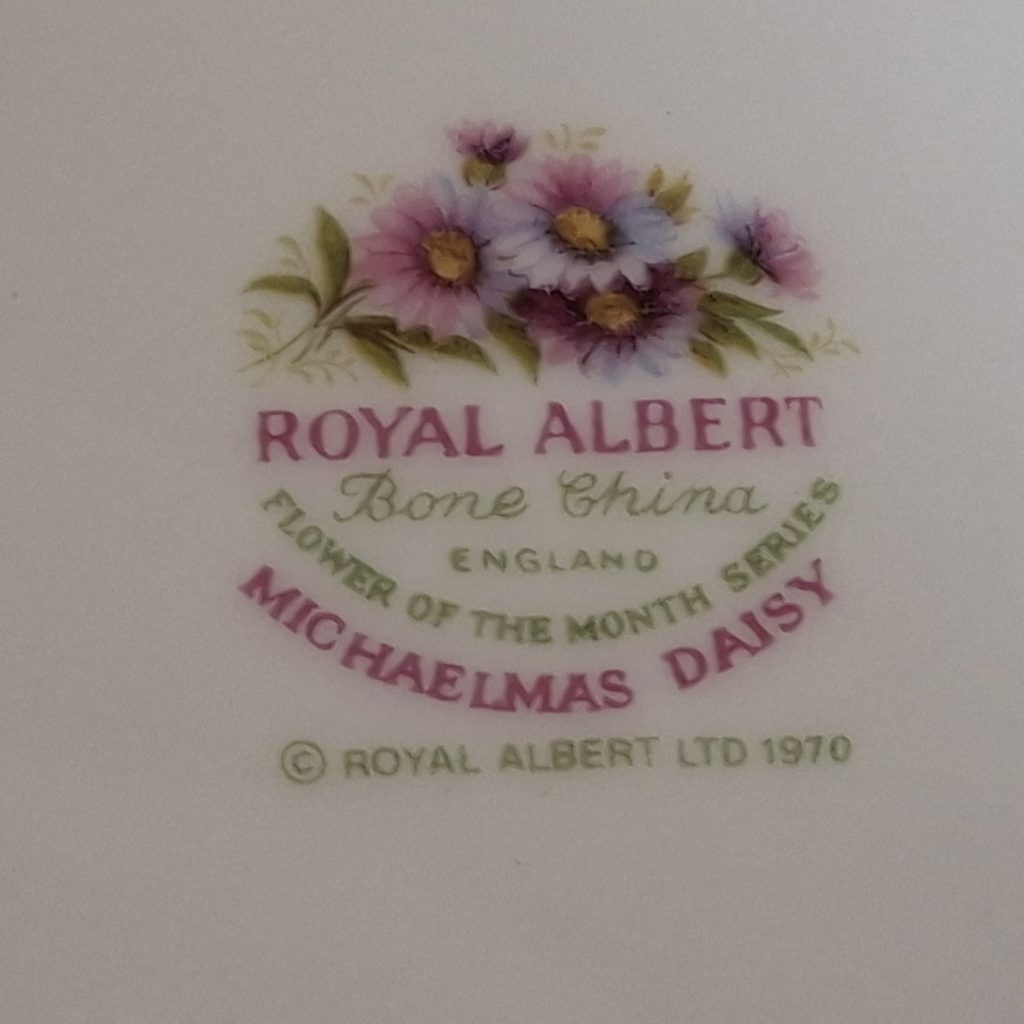 ROYAL ALBERT
Bone China
ENGLAND
FLOWER OF THE MONTH SERIES
MICHAELMAS DAISY
© ROYAL ALBERT LTD 1970